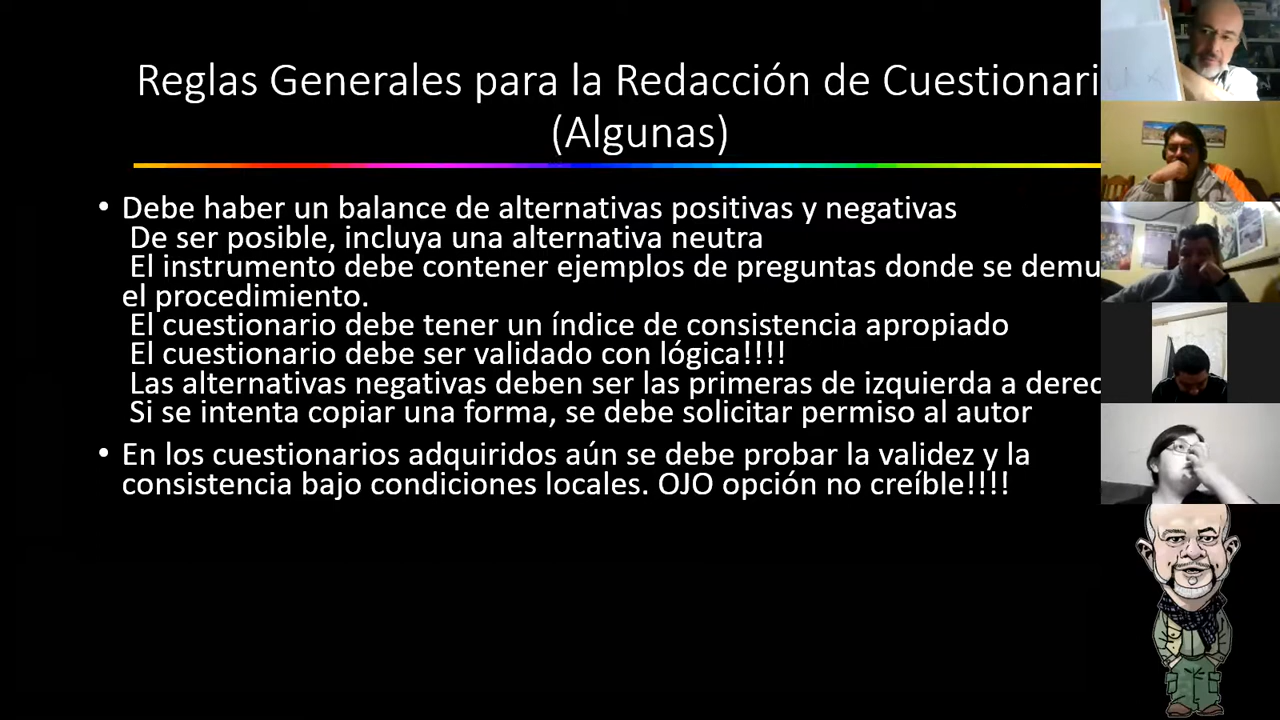 Reglas Generales para la Redacción de Cuestionari
(Algunas)
• Debe haber un balance de alternativas positivas y negativas
De ser posible, incluya una alternativa neutra
El instrumento debe contener ejemplos de preguntas donde se demu
el procedimiento.
El cuestionario debe tener un índice de consistencia apropiado
El cuestionario debe ser validado con lógica!!!!
Las alternativas negativas deben ser las primeras de izquierda a derec
Si se intenta copiar una forma, se debe solicitar permiso al autor
• En los cuestionarios adquiridos aún se debe probar la validez y la
consistencia bajo condiciones locales. OJO opción no creíble!!!!